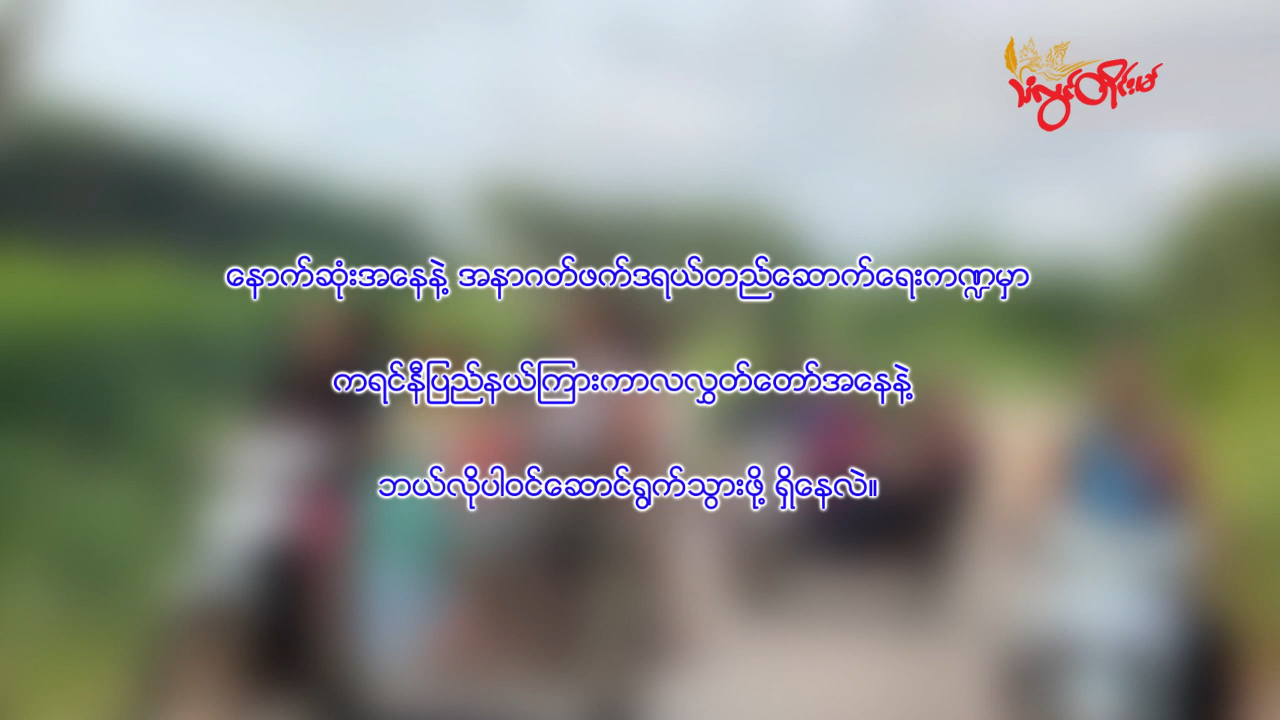 နောက်ဆုံးအနေနဲ့ အနာဂတ်ဖက်ဒရယ်တည်ဆောက်ရေးကဏ္ဍမှာ
ကရင်နီပြည်နယ်ကြားကာလလွှတ်တော်အနေနဲ့
ဘယ်လိုပါဝင်ဆောင်ရွက်သွားဖို့ ရှိနေလဲ။